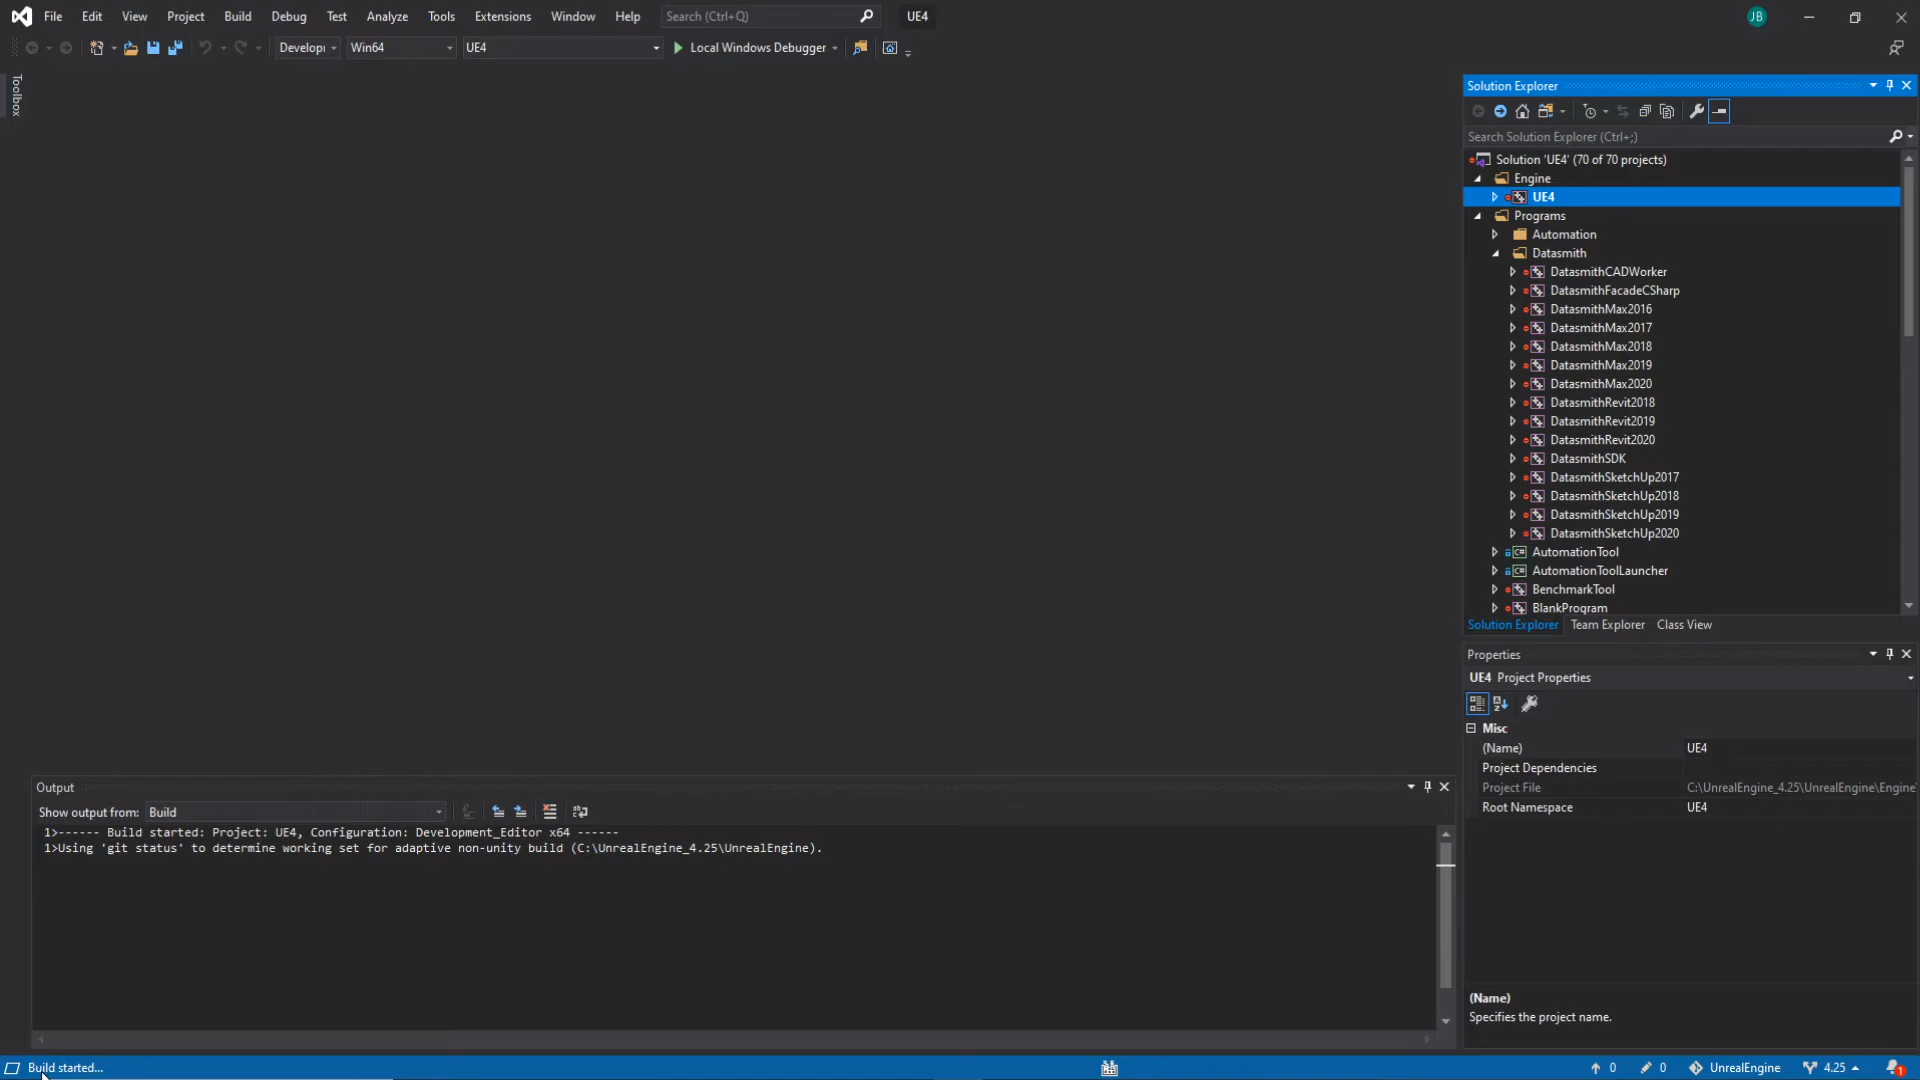 File Edit View Project Build Debug Test Analyze Tools Extensions Window Help Search (Ctrl+Q) UE4 JB
Develop Win64 UE4 Local Windows Debugger
Toolbox
Solution Explorer
Search Solution Explorer (Ctrl+;)
Solution 'UE4' (70 of 70 projects)
Engine
UE4
Programs
Automation
Datasmith
DatasmithCADWorker
DatasmithFacadeCSharp
DatasmithMax2016
DatasmithMax2017
DatasmithMax2018
DatasmithMax2019
DatasmithMax2020
DatasmithRevit2018
DatasmithRevit2019
DatasmithRevit2020
DatasmithSDK
DatasmithSketchUp2017
DatasmithSketchUp2018
DatasmithSketchUp2019
DatasmithSketchUp2020
AutomationTool
AutomationToolLauncher
BenchmarkTool
BlankProgram
Solution Explorer Team Explorer Class View
Properties
UE4 Project Properties
Misc
(Name) UE4
Project Dependencies
Project File C:\UnrealEngine_4.25\UnrealEngine\Engine
Root Namespace UE4
(Name)
Specifies the project name.
Output
Show output from: Build
1>------ Build started: Project: UE4, Configuration: Development_Editor x64 ------
1>Using 'git status' to determine working set for adaptive non-unity build (C:\UnrealEngine_4.25\UnrealEngine).
Build started... 0 0 UnrealEngine 4.25 1